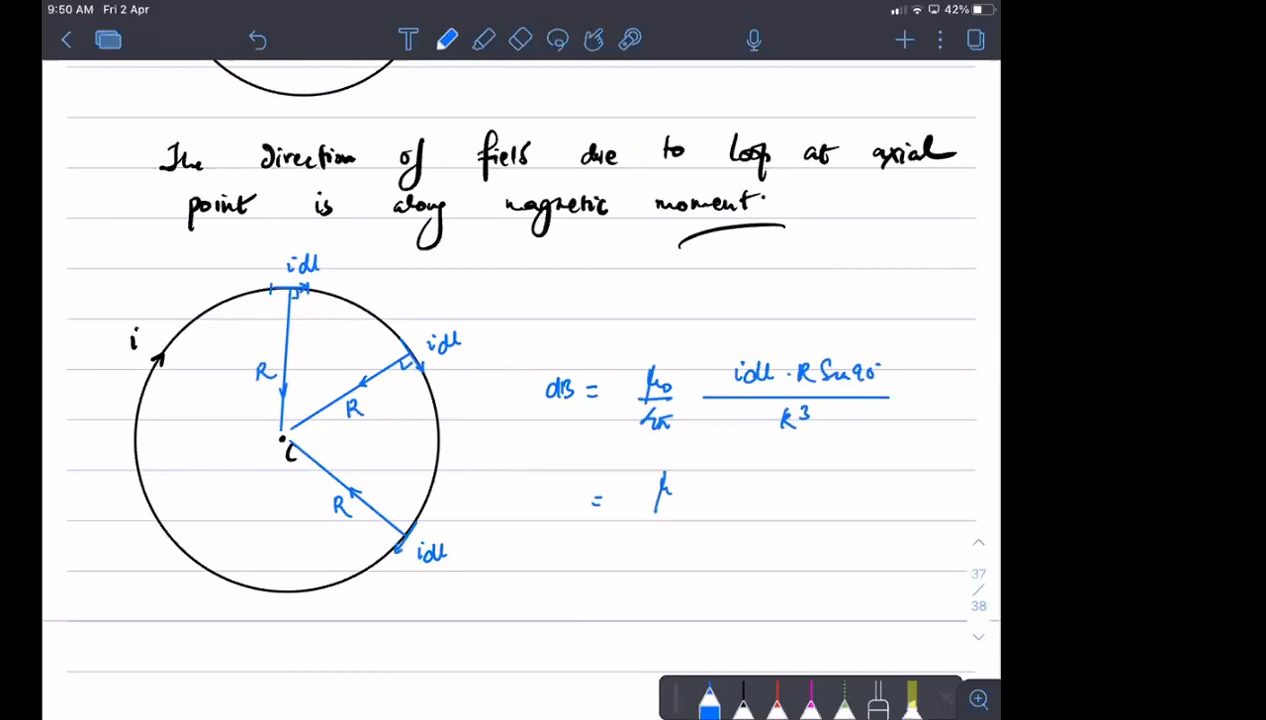 9:50 AM Fri 2 Apr
42%
T
The direction of field due to loop at axial
point is along magnetic moment.
idl
i
idl
R
R
dB = μ₀/4π idl · R Sin90°/R³
C
R
= μ
idl
37
/
38